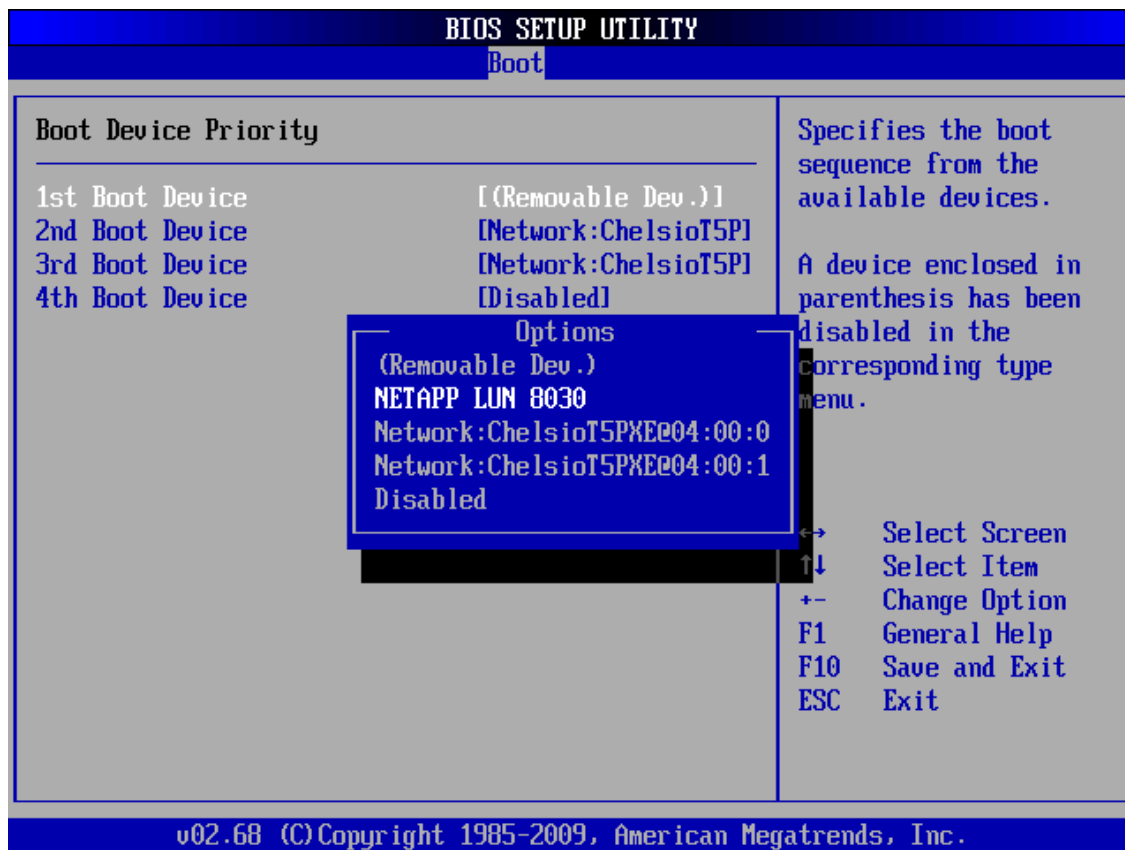 BIOS SETUP UTILITY
Boot
Boot Device Priority
1st Boot Device [(Removable Dev.)]
2nd Boot Device [Network:ChelsioT5P]
3rd Boot Device [Network:ChelsioT5P]
4th Boot Device [Disabled]
Options
(Removable Dev.)
NETAPP LUN 8030
Network:ChelsioT5PXE@04:00:0
Network:ChelsioT5PXE@04:00:1
Disabled
Specifies the boot
sequence from the
available devices.
A device enclosed in
parenthesis has been
disabled in the
corresponding type
menu.
↔ Select Screen
↑↓ Select Item
+- Change Option
F1 General Help
F10 Save and Exit
ESC Exit
v02.68 (C)Copyright 1985-2009, American Megatrends, Inc.